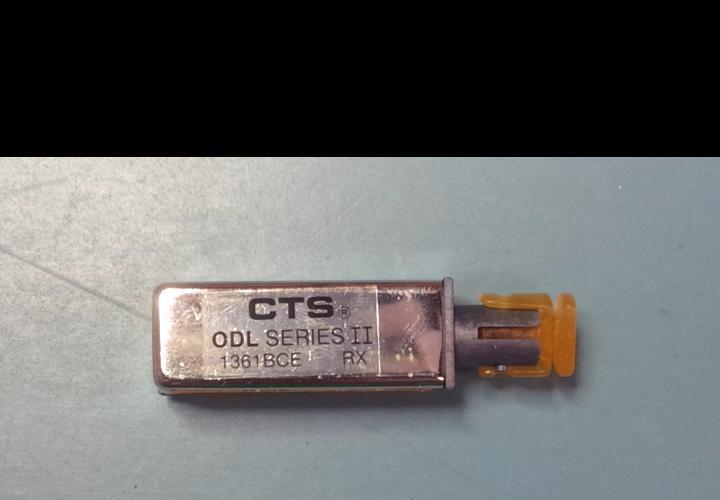 CTS®
ODL SERIES II
1361BCE RX